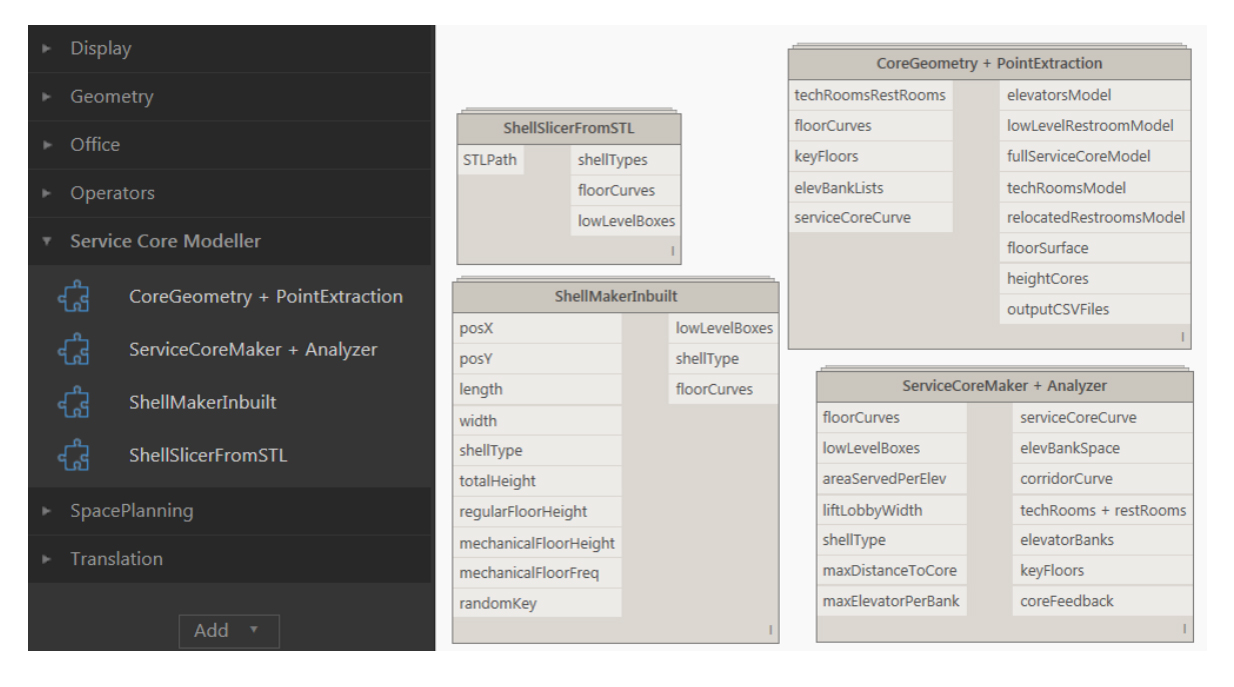 Display
Geometry
Office
Operators
Service Core Modeller
CoreGeometry + PointExtraction
ServiceCoreMaker + Analyzer
ShellMakerInbuilt
ShellSlicerFromSTL
SpacePlanning
Translation
Add
ShellSlicerFromSTL
STLPath shellTypes
floorCurves
lowLevelBoxes
ShellMakerInbuilt
posX lowLevelBoxes
posY shellType
length floorCurves
width
shellType
totalHeight
regularFloorHeight
mechanicalFloorHeight
mechanicalFloorFreq
randomKey
CoreGeometry + PointExtraction
techRoomsRestRooms elevatorsModel
floorCurves lowLevelRestroomModel
keyFloors fullServiceCoreModel
elevBankLists techRoomsModel
serviceCoreCurve relocatedRestroomsModel
floorSurface
heightCores
outputCSVFiles
ServiceCoreMaker + Analyzer
floorCurves serviceCoreCurve
lowLevelBoxes elevBankSpace
areaServedPerElev corridorCurve
liftLobbyWidth techRooms + restRooms
shellType elevatorBanks
maxDistanceToCore keyFloors
maxElevatorPerBank coreFeedback